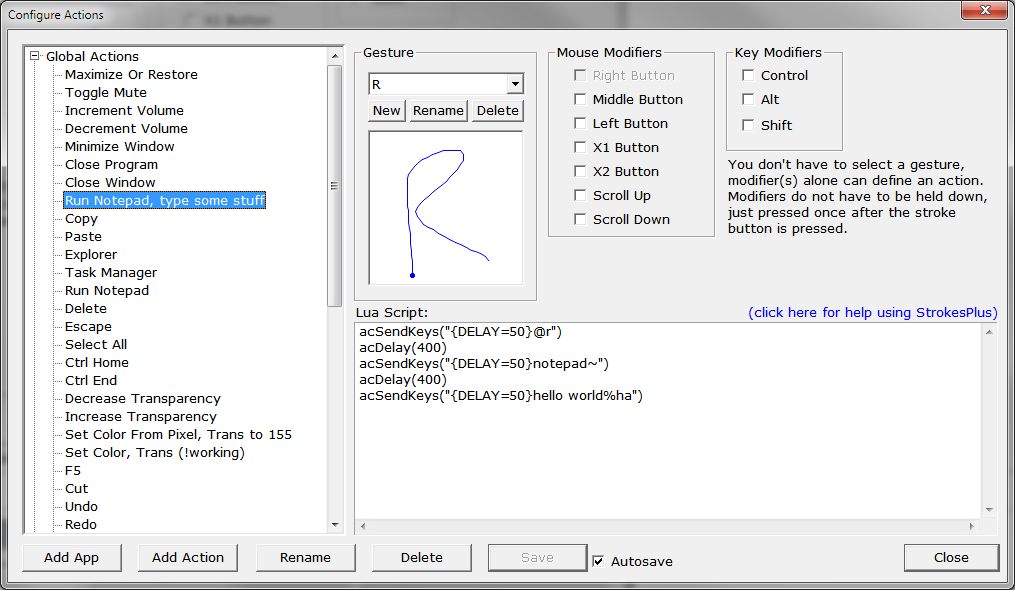 Configure Actions
Global Actions
Maximize Or Restore
Toggle Mute
Increment Volume
Decrement Volume
Minimize Window
Close Program
Close Window
Run Notepad, type some stuff
Copy
Paste
Explorer
Task Manager
Run Notepad
Delete
Escape
Select All
Ctrl Home
Ctrl End
Decrease Transparency
Increase Transparency
Set Color From Pixel, Trans to 155
Set Color, Trans (!working)
F5
Cut
Undo
Redo
Gesture
R
New
Rename
Delete
Mouse Modifiers
Right Button
Middle Button
Left Button
X1 Button
X2 Button
Scroll Up
Scroll Down
Key Modifiers
Control
Alt
Shift
You don't have to select a gesture,
modifier(s) alone can define an action.
Modifiers do not have to be held down,
just pressed once after the stroke
button is pressed.
Lua Script:
(click here for help using StrokesPlus)
acSendKeys("{DELAY=50}@r")
acDelay(400)
acSendKeys("{DELAY=50}notepad~")
acDelay(400)
acSendKeys("{DELAY=50}hello world%ha")
Add App
Add Action
Rename
Delete
Save
Autosave
Close